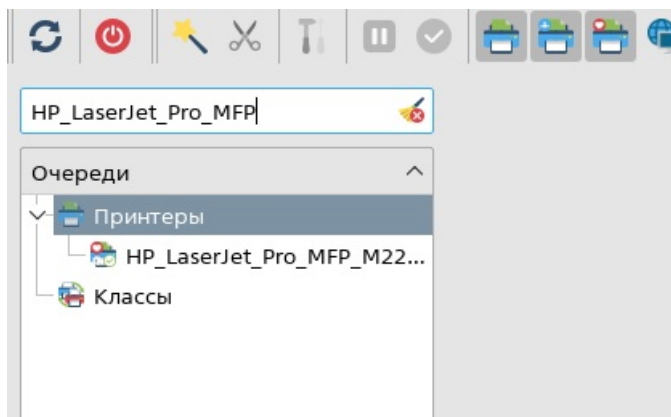 HP_LaserJet_Pro_MFP
Очереди
Принтеры
HP_LaserJet_Pro_MFP_M22...
Классы